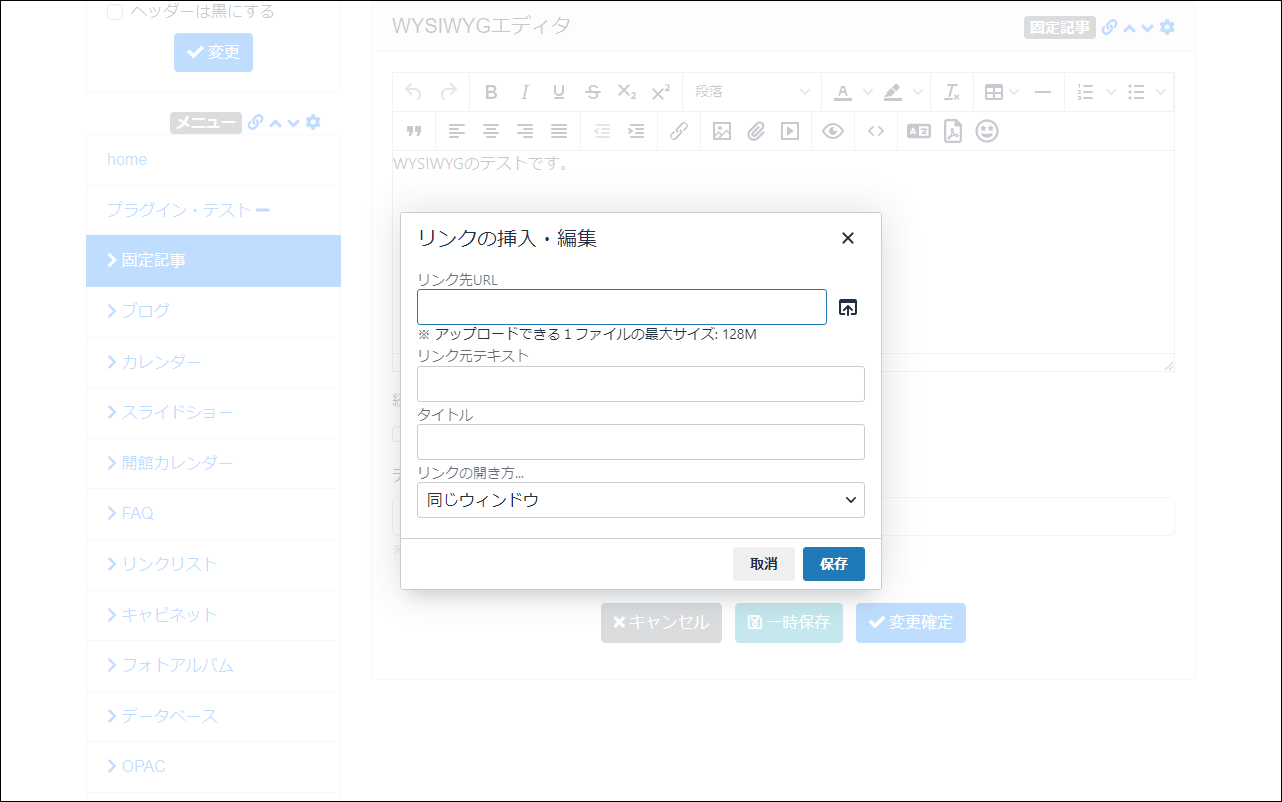 ヘッダーは黒にする
変更
メニュー
home
プラグイン・テスト
固定記事
ブログ
カレンダー
スライドショー
開館カレンダー
FAQ
リンクリスト
キャビネット
フォトアルバム
データベース
OPAC
WYSIWYGエディタ
固定記事
段落
WYSIWYGのテストです。
リンクの挿入・編集
リンク先URL
※ アップロードできる１ファイルの最大サイズ: 128M
リンク元テキスト
タイトル
リンクの開き方...
同じウィンドウ
取消
保存
キャンセル
一時保存
変更確定